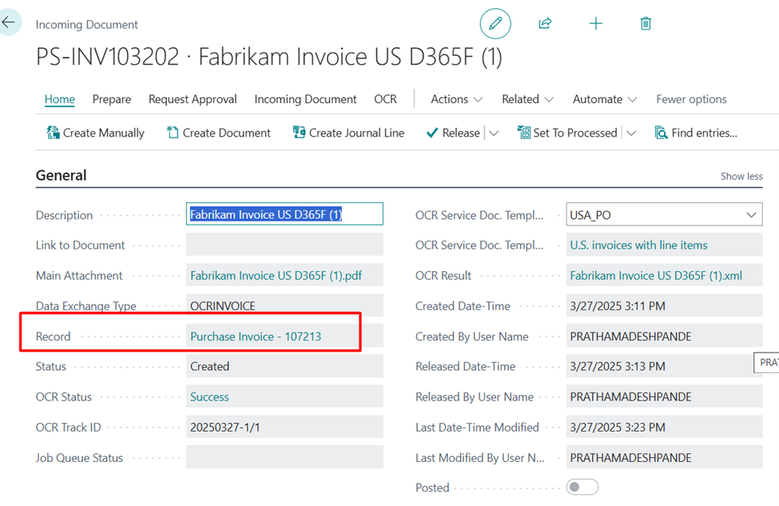 Incoming Document
PS-INV103202 · Fabrikam Invoice US D365F (1)
Home Prepare Request Approval Incoming Document OCR Actions Related Automate Fewer options
Create Manually Create Document Create Journal Line Release Set To Processed Find entries...
General Show less
Description Fabrikam Invoice US D365F (1) OCR Service Doc. Templ... USA_PO
Link to Document OCR Service Doc. Templ... U.S. invoices with line items
Main Attachment Fabrikam Invoice US D365F (1).pdf OCR Result Fabrikam Invoice US D365F (1).xml
Data Exchange Type OCRINVOICE Created Date-Time 3/27/2025 3:11 PM
Record Purchase Invoice - 107213 Created By User Name PRATHAMADESHPANDE
Status Created Released Date-Time 3/27/2025 3:13 PM PRAT
OCR Status Success Released By User Name PRATHAMADESHPANDE
OCR Track ID 20250327-1/1 Last Date-Time Modified 3/27/2025 3:23 PM
Job Queue Status Last Modified By User N... PRATHAMADESHPANDE
Posted